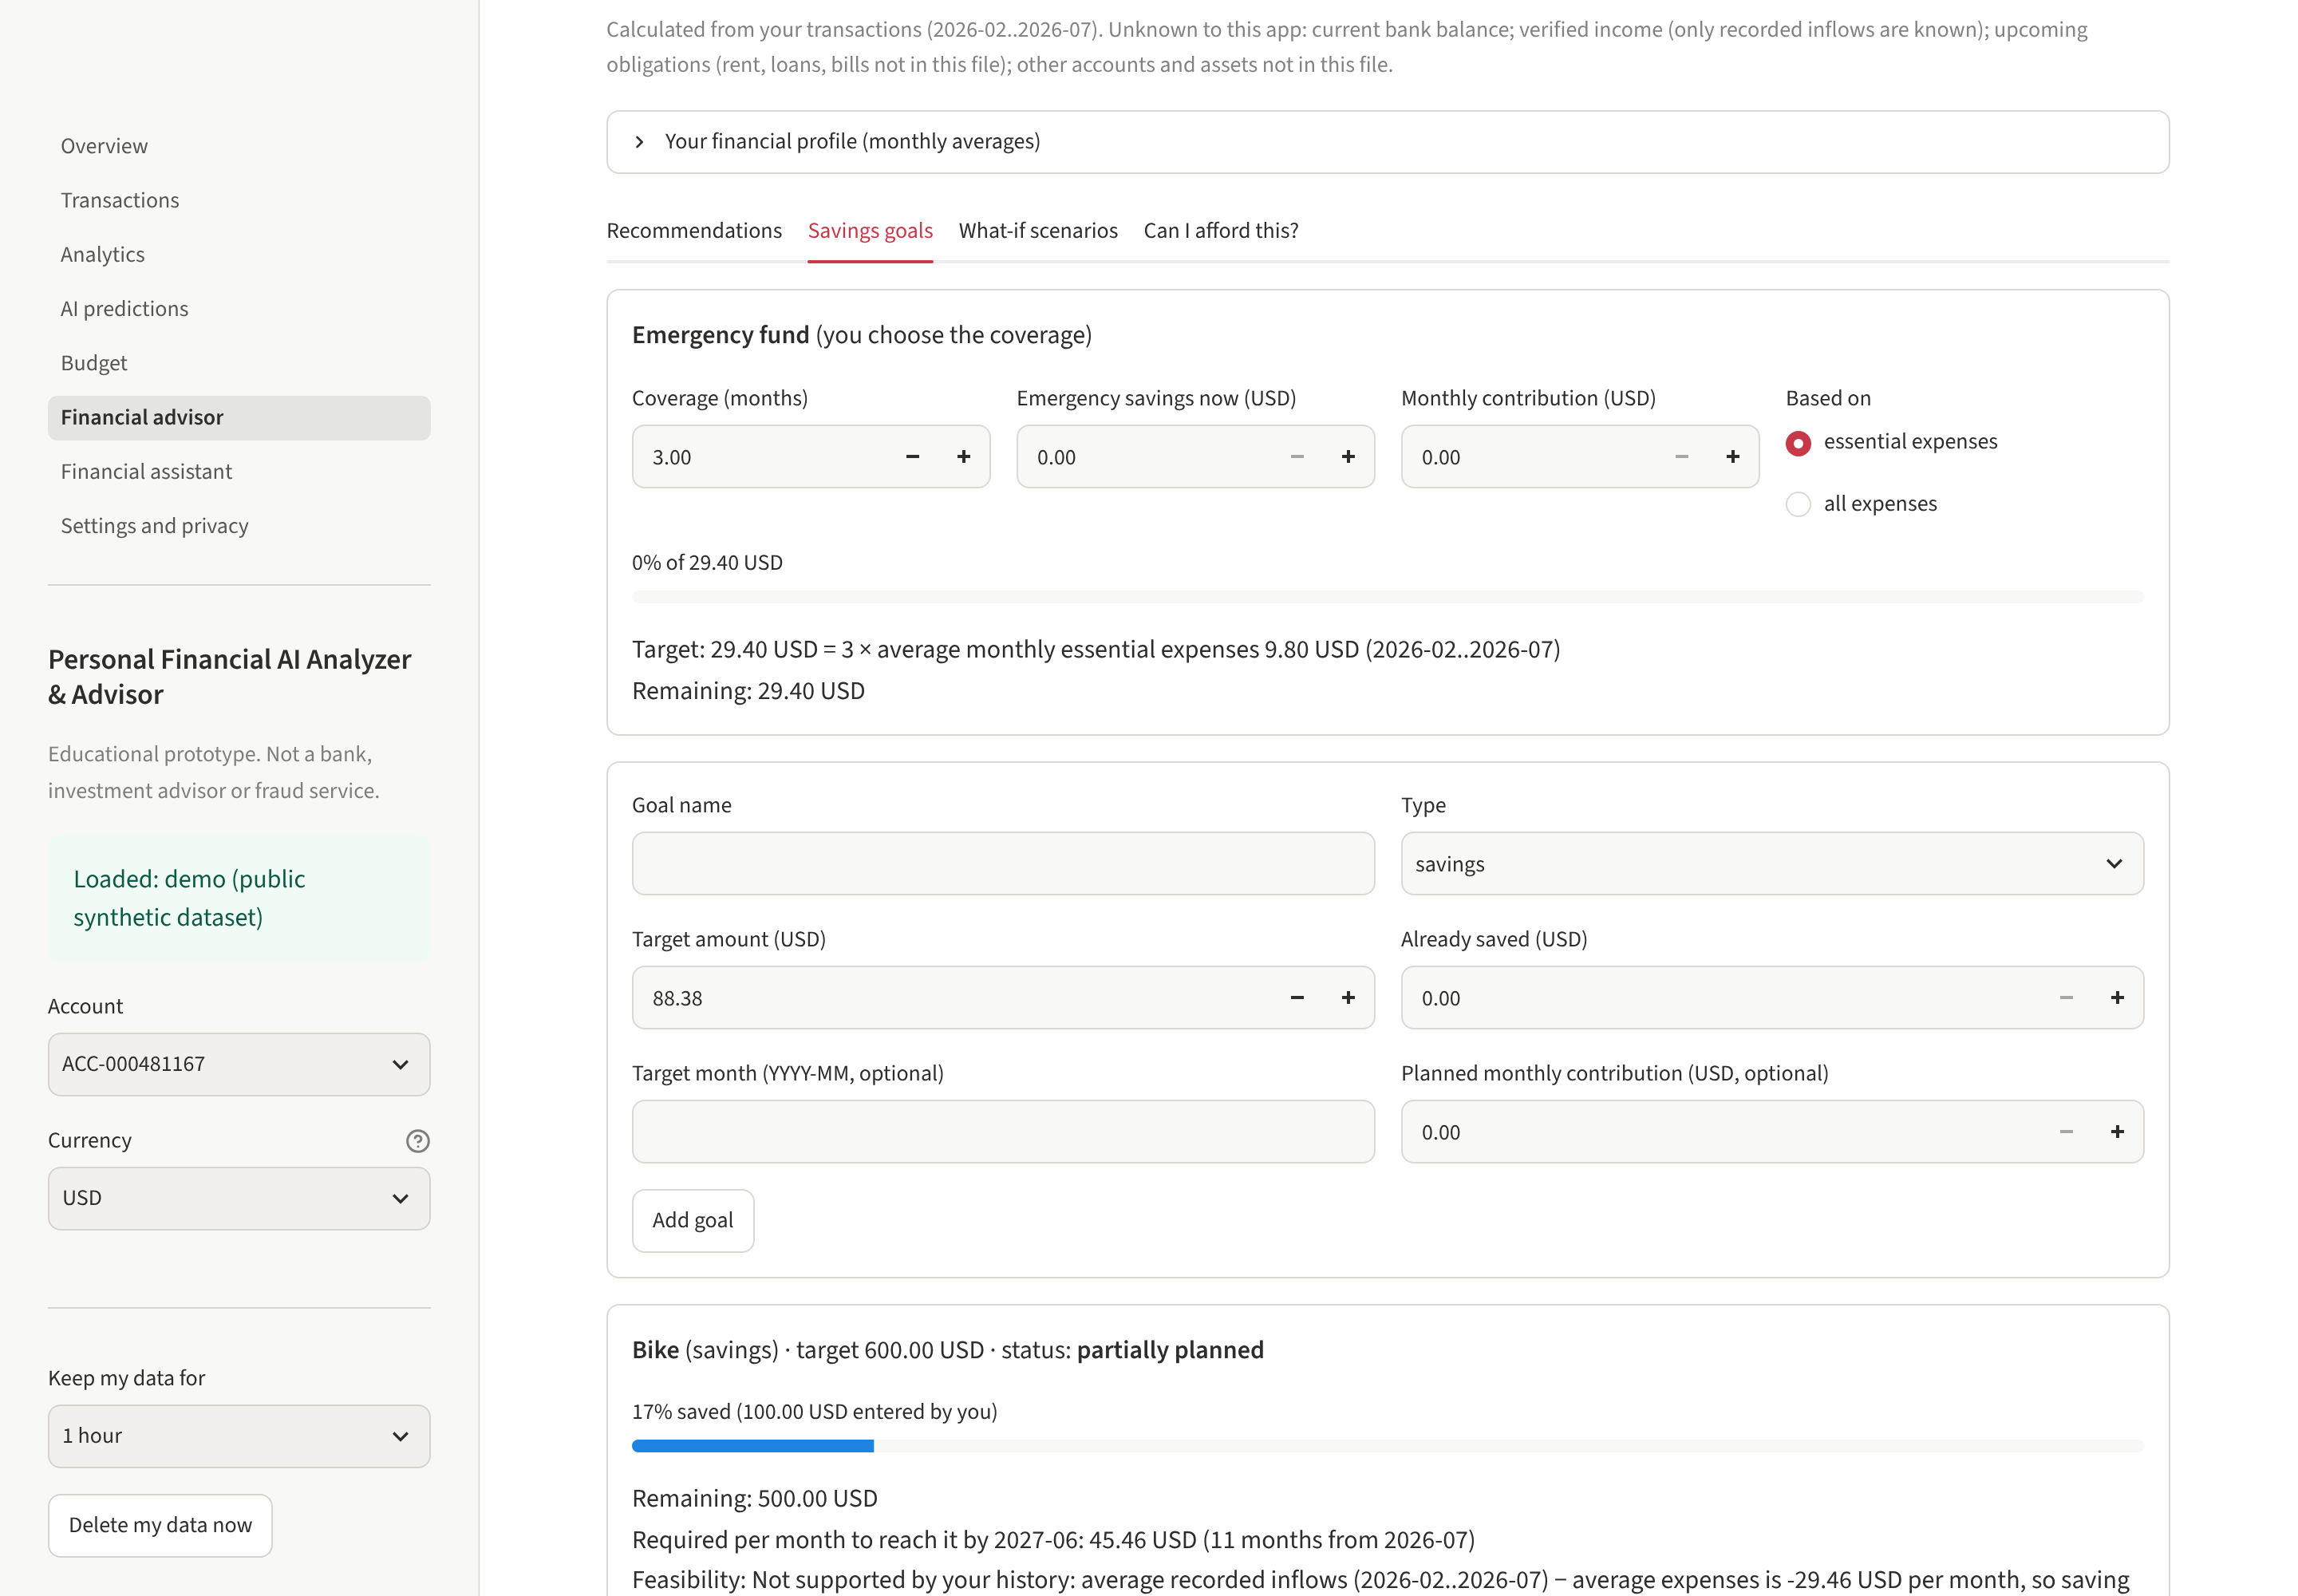 Overview
Transactions
Analytics
AI predictions
Budget
Financial advisor
Financial assistant
Settings and privacy
Personal Financial AI Analyzer
& Advisor
Educational prototype. Not a bank,
investment advisor or fraud service.
Loaded: demo (public
synthetic dataset)
Account
ACC-000481167
Currency
USD
Keep my data for
1 hour
Delete my data now
Calculated from your transactions (2026-02..2026-07). Unknown to this app: current bank balance; verified income (only recorded inflows are known); upcoming
obligations (rent, loans, bills not in this file); other accounts and assets not in this file.
Your financial profile (monthly averages)
Recommendations Savings goals What-if scenarios Can I afford this?
Emergency fund (you choose the coverage)
Coverage (months) Emergency savings now (USD) Monthly contribution (USD) Based on
3.00 0.00 0.00 essential expenses
all expenses
0% of 29.40 USD
Target: 29.40 USD = 3 × average monthly essential expenses 9.80 USD (2026-02..2026-07)
Remaining: 29.40 USD
Goal name Type
savings
Target amount (USD) Already saved (USD)
88.38 0.00
Target month (YYYY-MM, optional) Planned monthly contribution (USD, optional)
0.00
Add goal
Bike (savings) · target 600.00 USD · status: partially planned
17% saved (100.00 USD entered by you)
Remaining: 500.00 USD
Required per month to reach it by 2027-06: 45.46 USD (11 months from 2026-07)
Feasibility: Not supported by your history: average recorded inflows (2026-02..2026-07) − average expenses is -29.46 USD per month, so saving